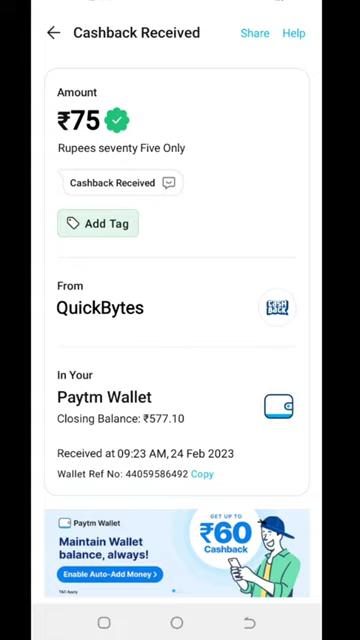 Cashback Received
Share Help
Amount
₹75
Rupees seventy Five Only
Cashback Received
Add Tag
From
QuickBytes
CASH
BACK
In Your
Paytm Wallet
Closing Balance: ₹577.10
Received at 09:23 AM, 24 Feb 2023
Wallet Ref No: 44059586492 Copy
Paytm Wallet
Maintain Wallet
balance, always!
Enable Auto-Add Money >
T&C Apply
GET UP TO
₹60
Cashback